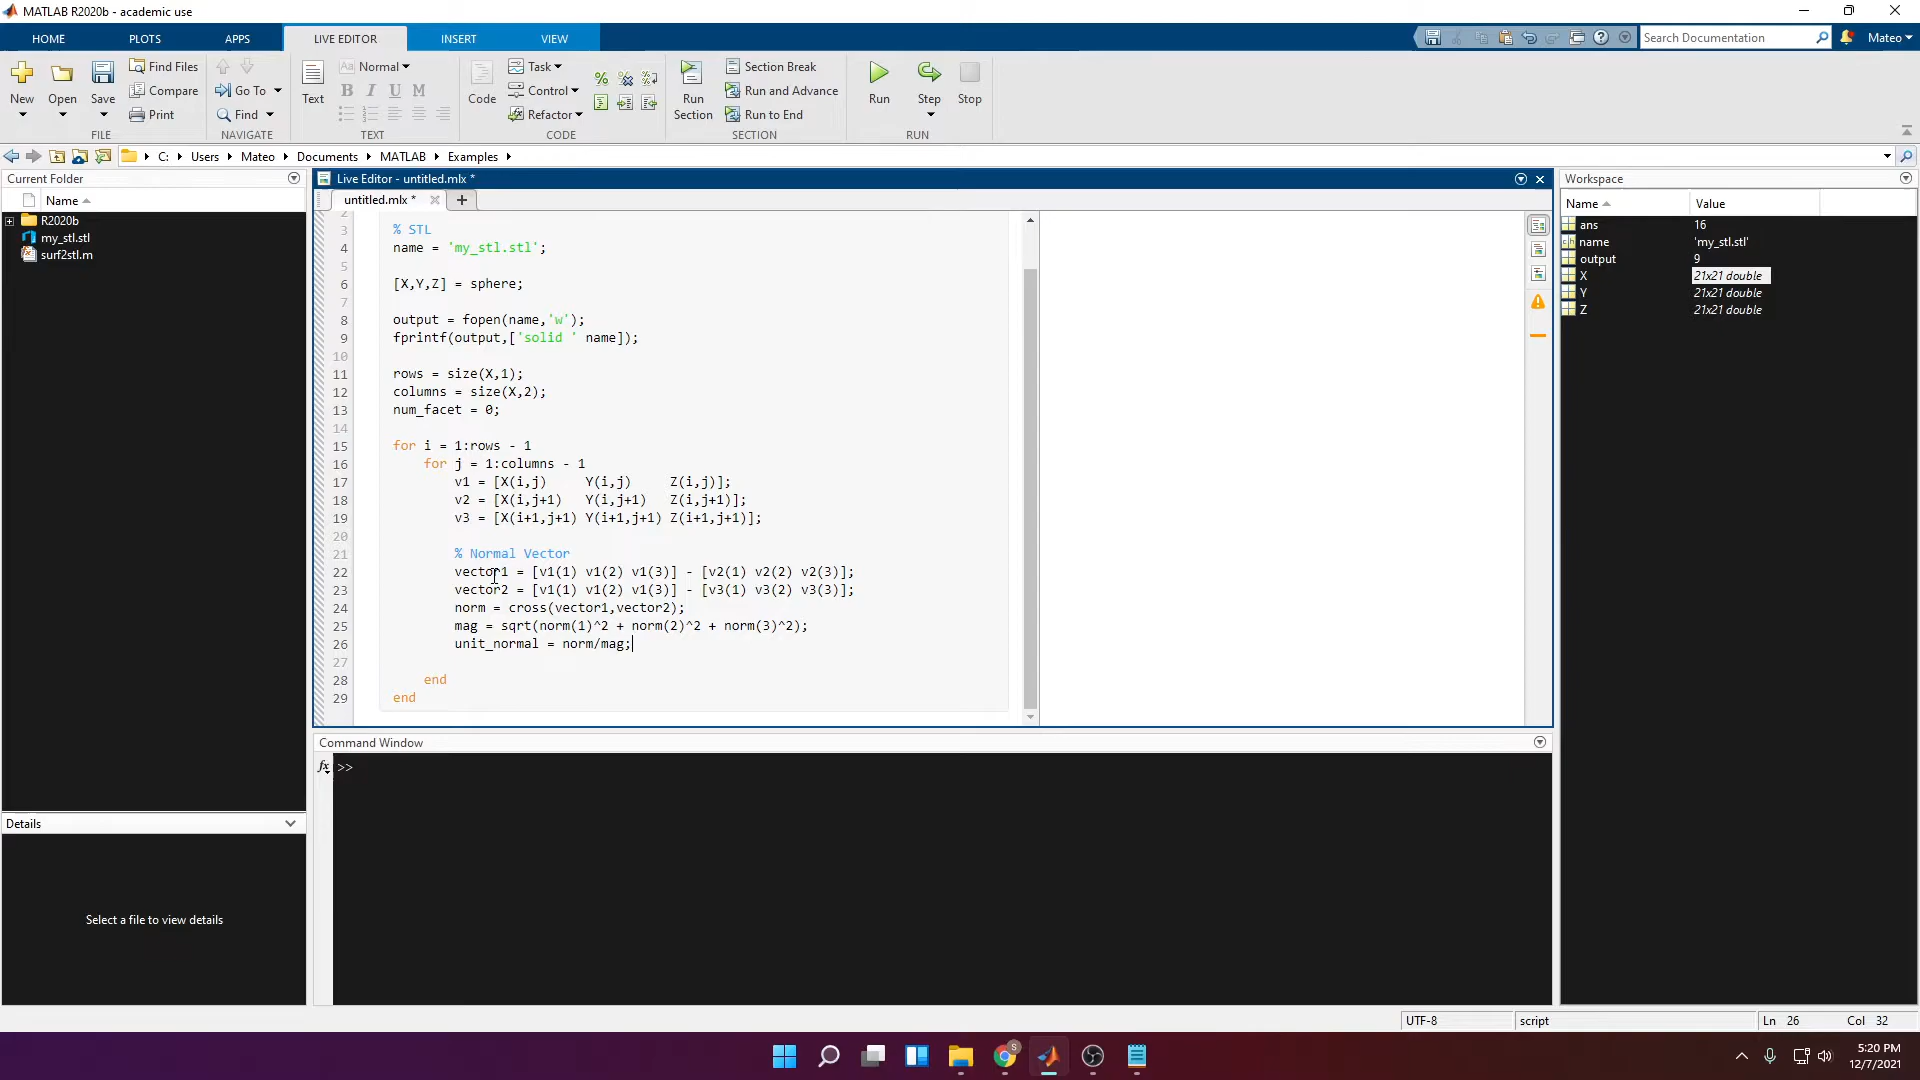 MATLAB R2020b - academic use
HOME PLOTS APPS LIVE EDITOR INSERT VIEW
Search Documentation Mateo
New Open Save Find Files Compare Print
FILE
Go To Find
NAVIGATE
Text Aa Normal B I U M
TEXT
Code Task Control Refactor
CODE
Run Section Section Break Run and Advance Run to End
SECTION
Run Step Stop
RUN
C: Users Mateo Documents MATLAB Examples
Current Folder
Name
R2020b
my_stl.stl
surf2stl.m
Details
Select a file to view details
Live Editor - untitled.mlx *
untitled.mlx *
2
3 % STL
4 name = 'my_stl.stl';
5
6 [X,Y,Z] = sphere;
7
8 output = fopen(name,'w');
9 fprintf(output,['solid ' name]);
10
11 rows = size(X,1);
12 columns = size(X,2);
13 num_facet = 0;
14
15 for i = 1:rows - 1
16 for j = 1:columns - 1
17 v1 = [X(i,j) Y(i,j) Z(i,j)];
18 v2 = [X(i,j+1) Y(i,j+1) Z(i,j+1)];
19 v3 = [X(i+1,j+1) Y(i+1,j+1) Z(i+1,j+1)];
20
21 % Normal Vector
22 vector1 = [v1(1) v1(2) v1(3)] - [v2(1) v2(2) v2(3)];
23 vector2 = [v1(1) v1(2) v1(3)] - [v3(1) v3(2) v3(3)];
24 norm = cross(vector1,vector2);
25 mag = sqrt(norm(1)^2 + norm(2)^2 + norm(3)^2);
26 unit_normal = norm/mag;
27
28 end
29 end
Command Window
fx >>
Workspace
Name Value
ans 16
name 'my_stl.stl'
output 9
X 21x21 double
Y 21x21 double
Z 21x21 double
UTF-8 script Ln 26 Col 32
5:20 PM
12/7/2021